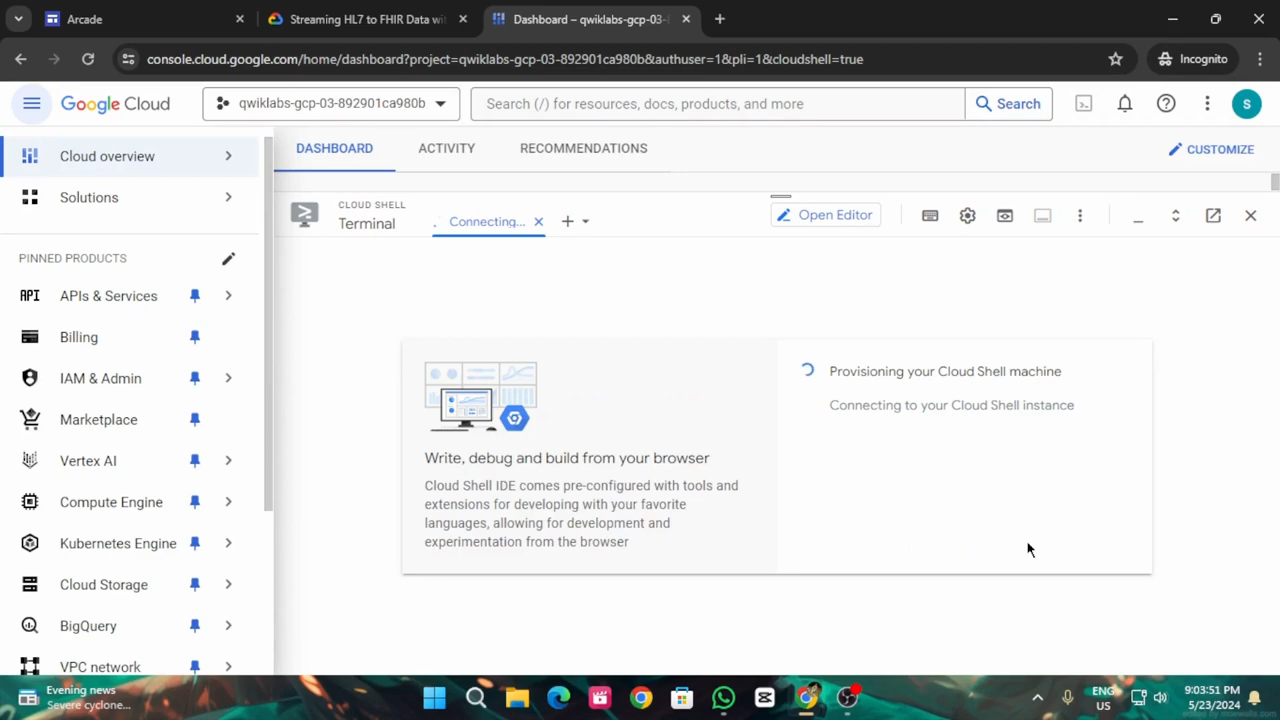 Arcade
Streaming HL7 to FHIR Data wit
Dashboard – qwiklabs-gcp-03-
console.cloud.google.com/home/dashboard?project=qwiklabs-gcp-03-892901ca980b&authuser=1&pli=1&cloudshell=true
Incognito
Google Cloud
qwiklabs-gcp-03-892901ca980b
Search (/) for resources, docs, products, and more
Search
S
Cloud overview
Solutions
PINNED PRODUCTS
API
APIs & Services
Billing
IAM & Admin
Marketplace
Vertex AI
Compute Engine
Kubernetes Engine
Cloud Storage
BigQuery
VPC network
DASHBOARD
ACTIVITY
RECOMMENDATIONS
CUSTOMIZE
CLOUD SHELL
Terminal
Connecting...
Open Editor
Write, debug and build from your browser
Cloud Shell IDE comes pre-configured with tools and
extensions for developing with your favorite
languages, allowing for development and
experimentation from the browser
Provisioning your Cloud Shell machine
Connecting to your Cloud Shell instance
Evening news
Severe cyclone...
ENG
US
9:03:51 PM
5/23/2024